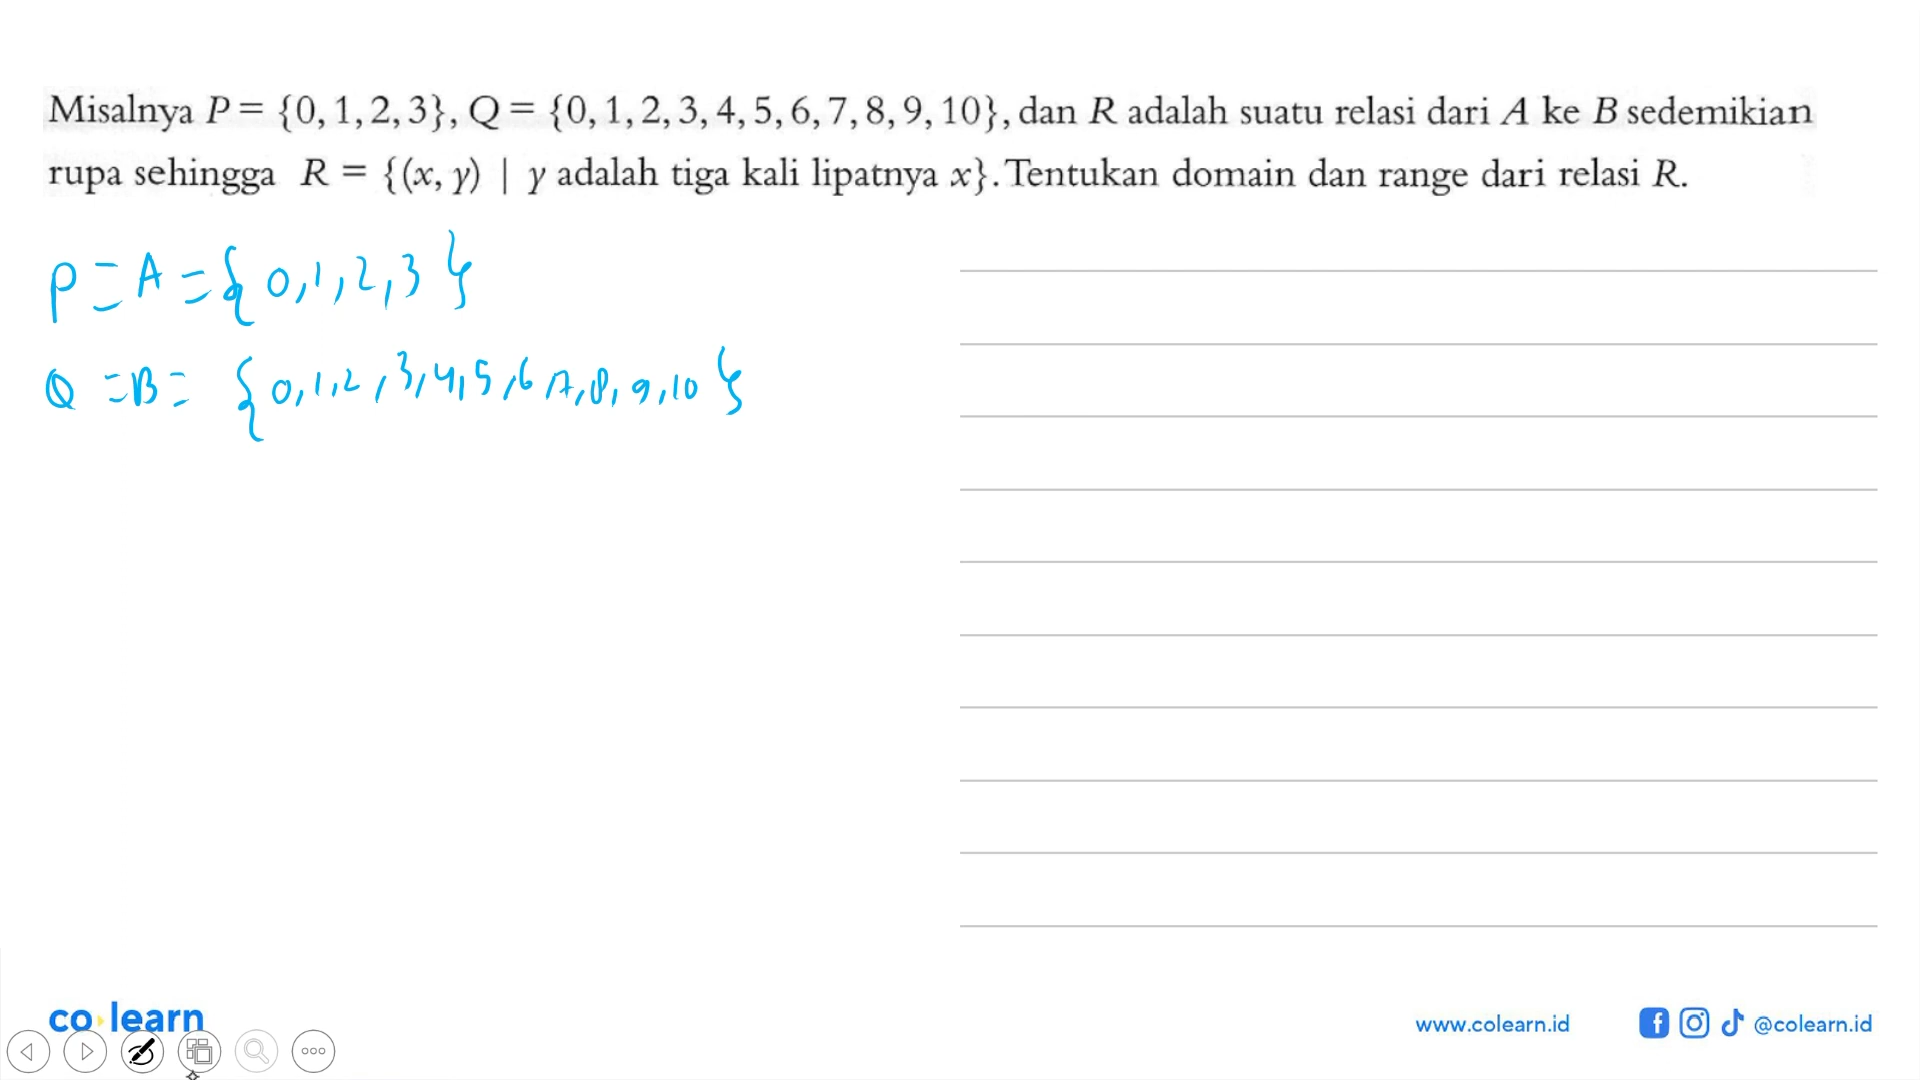 Misalnya P = {0, 1, 2, 3}, Q = {0, 1, 2, 3, 4, 5, 6, 7, 8, 9, 10}, dan R adalah suatu relasi dari A ke B sedemikian
rupa sehingga R = {(x, y) | y adalah tiga kali lipatnya x}. Tentukan domain dan range dari relasi R.
P = A = {0,1,2,3}
Q = B = {0,1,2,3,4,5,6,7,8,9,10}
co learn
www.colearn.id
@colearn.id